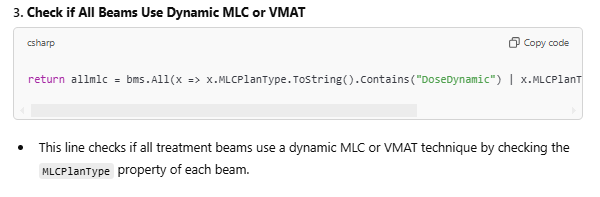 3. Check if All Beams Use Dynamic MLC or VMAT
csharp
Copy code
return allmlc = bms.All(x => x.MLCPlanType.ToString().Contains("DoseDynamic") | x.MLCPlanT
This line checks if all treatment beams use a dynamic MLC or VMAT technique by checking the
MLCPlanType property of each beam.